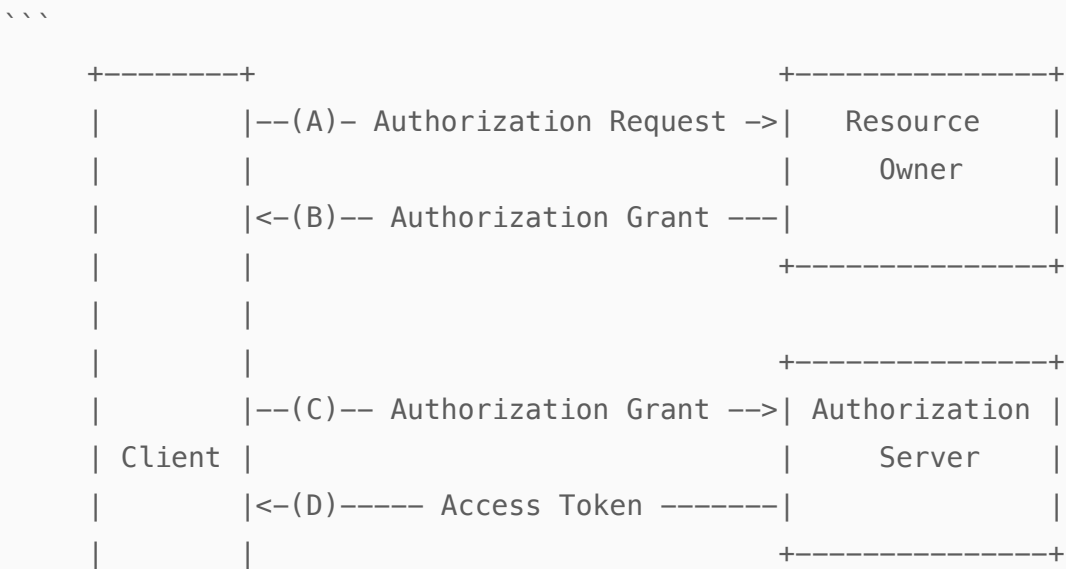 ```
+--------+                               +---------------+
|        |--(A)- Authorization Request ->|   Resource    |
|        |                               |     Owner     |
|        |<-(B)-- Authorization Grant ---|               |
|        |                               +---------------+
|        |
|        |                               +---------------+
|        |--(C)-- Authorization Grant -->| Authorization |
| Client |                               |     Server    |
|        |<-(D)----- Access Token -------|               |
|        |                               +---------------+